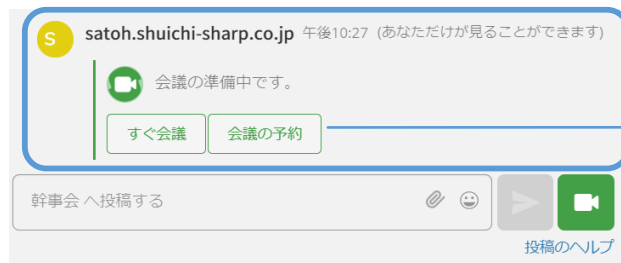 S
satoh.shuichi-sharp.co.jp 午後10:27 (あなただけが見ることができます)
会議の準備中です。
すぐ会議 会議の予約
幹事会 へ投稿する
投稿のヘルプ